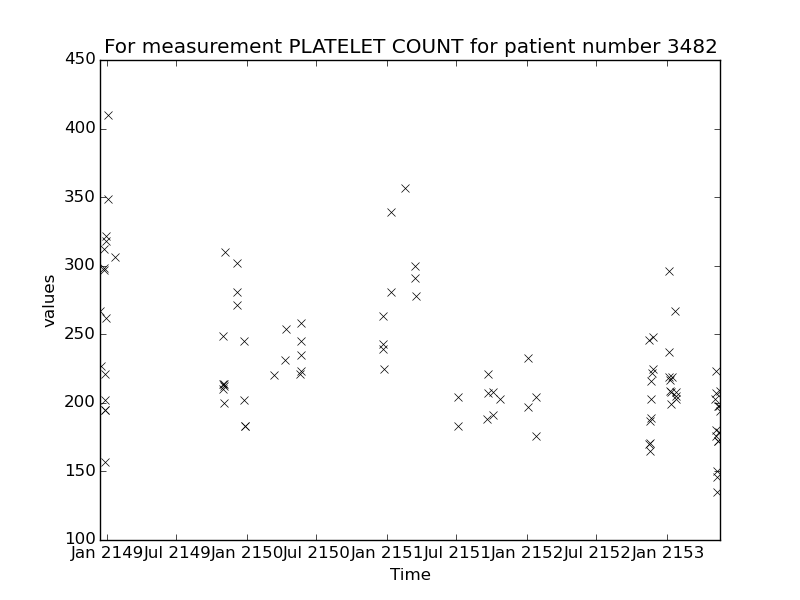 For measurement PLATELET COUNT for patient number 3482
450
400
350
300
250
200
150
100
values
Jan 2149 Jul 2149 Jan 2150 Jul 2150 Jan 2151 Jul 2151 Jan 2152 Jul 2152 Jan 2153
Time